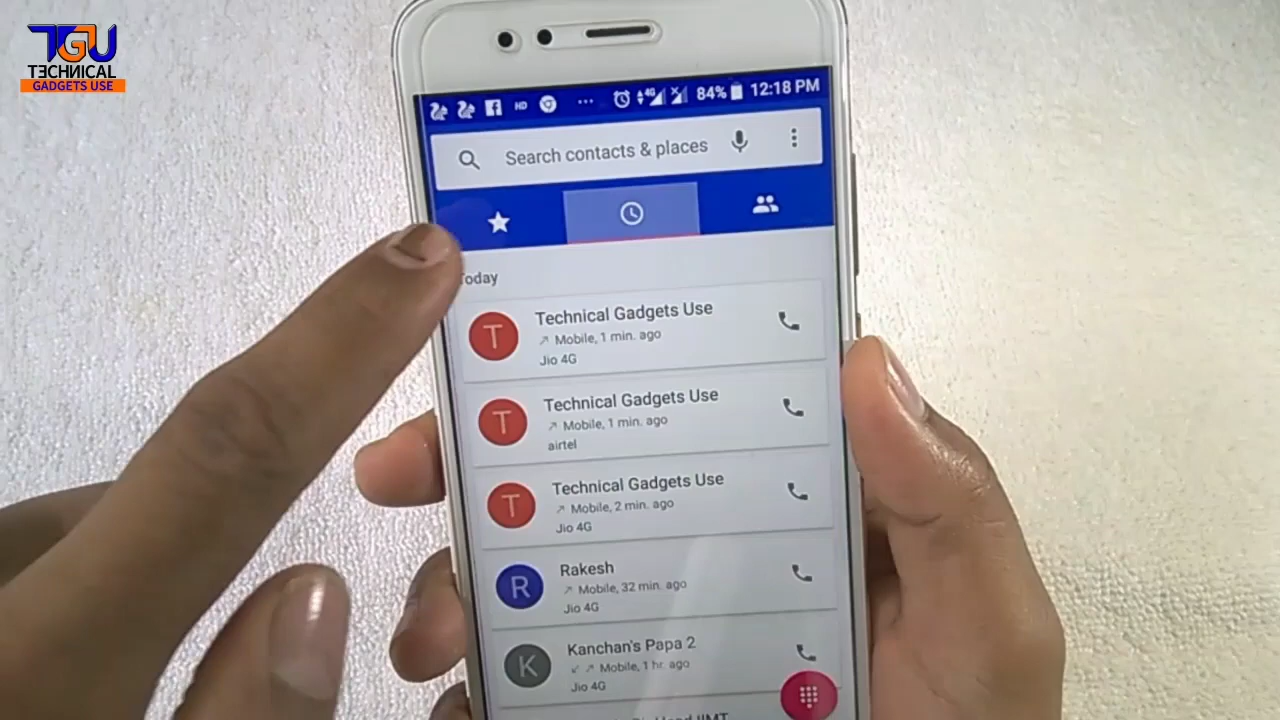 TGU
TECHNICAL
GADGETS USE
HD
4G
84%
12:18 PM
Search contacts & places
Today
T
Technical Gadgets Use
Mobile, 1 min. ago
Jio 4G
T
Technical Gadgets Use
Mobile, 1 min. ago
airtel
T
Technical Gadgets Use
Mobile, 2 min. ago
Jio 4G
R
Rakesh
Mobile, 32 min. ago
Jio 4G
K
Kanchan's Papa 2
Mobile, 1 hr. ago
Jio 4G